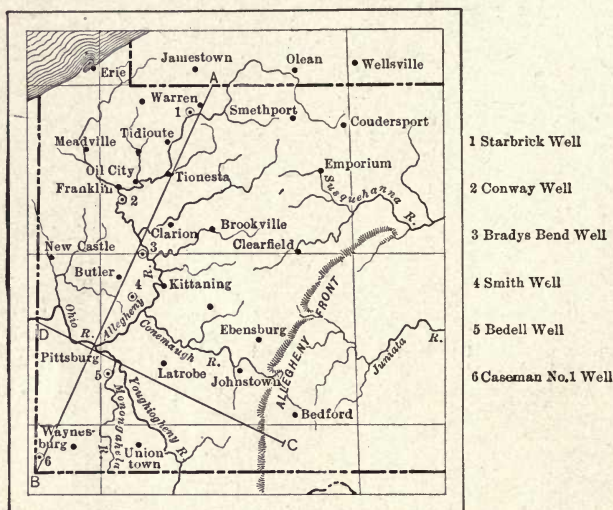 Jamestown
Olean
Wellsville
Erie
A
Warren
1
Smethport
Coudersport
Tidioute
Meadville
Oil City
Tionesta
Emporium
Franklin
2
Susquehanna R.
Clarion
Brookville
Clearfield
3
New Castle
Butler
Kittaning
4
Allegheny R.
Ohio R.
D
Conemaugh R.
Ebensburg
ALLEGHENY FRONT
Juniata R.
Pittsburg
5
Latrobe
Johnstown
Bedford
Youghiogheny R.
Monongahela R.
Waynes-
burg
Union-
town
C
6
B
1 Starbrick Well
2 Conway Well
3 Bradys Bend Well
4 Smith Well
5 Bedell Well
6 Caseman No.1 Well